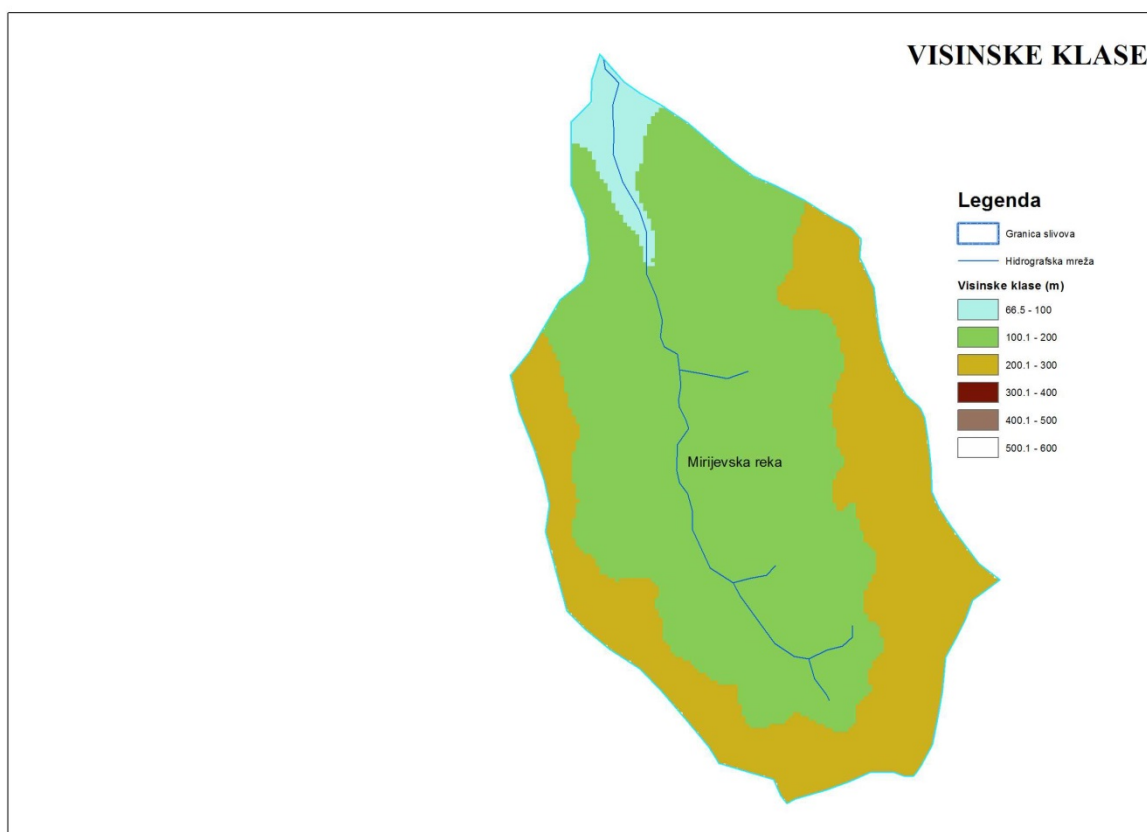 VISINSKE KLASE
Legenda
Granica slivova
Hidrografska mreža
Visinske klase (m)
66.5 - 100
100.1 - 200
200.1 - 300
300.1 - 400
400.1 - 500
500.1 - 600
Mirijevska reka